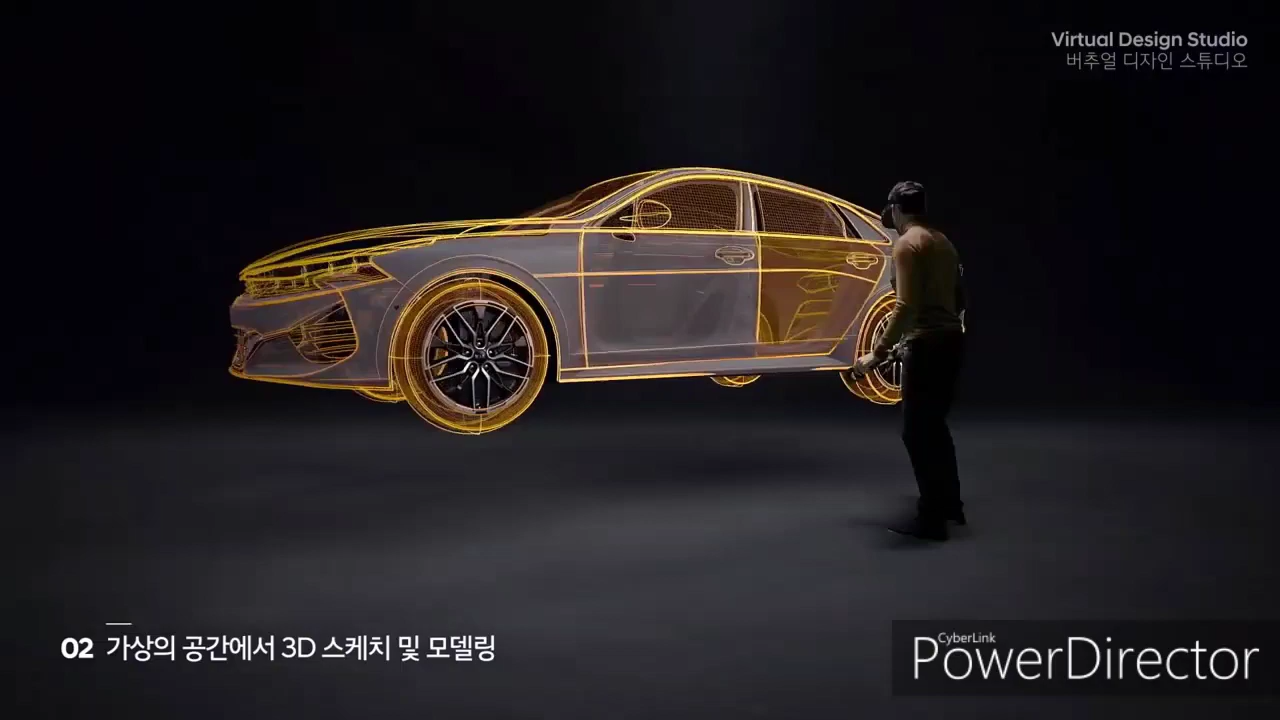 Virtual Design Studio
버추얼 디자인 스튜디오
02 가상의 공간에서 3D 스케치 및 모델링
CyberLink
PowerDirector